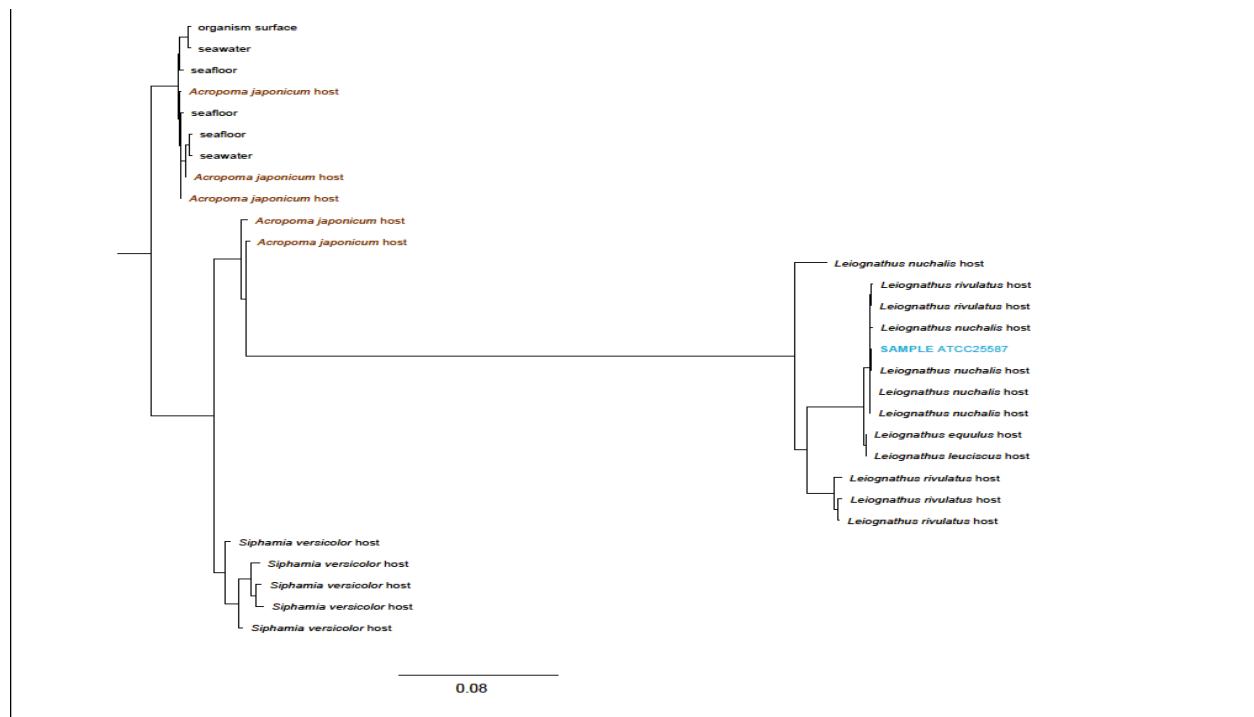 organism surface
seawater
seafloor
Acropoma japonicum host
seafloor
seafloor
seawater
Acropoma japonicum host
Acropoma japonicum host
Acropoma japonicum host
Acropoma japonicum host
Leiognathus nuchalis host
Leiognathus rivulatus host
Leiognathus rivulatus host
Leiognathus nuchalis host
SAMPLE ATCC25587
Leiognathus nuchalis host
Leiognathus nuchalis host
Leiognathus nuchalis host
Leiognathus equulus host
Leiognathus leuciscus host
Leiognathus rivulatus host
Leiognathus rivulatus host
Leiognathus rivulatus host
Siphamia versicolor host
Siphamia versicolor host
Siphamia versicolor host
Siphamia versicolor host
Siphamia versicolor host
0.08